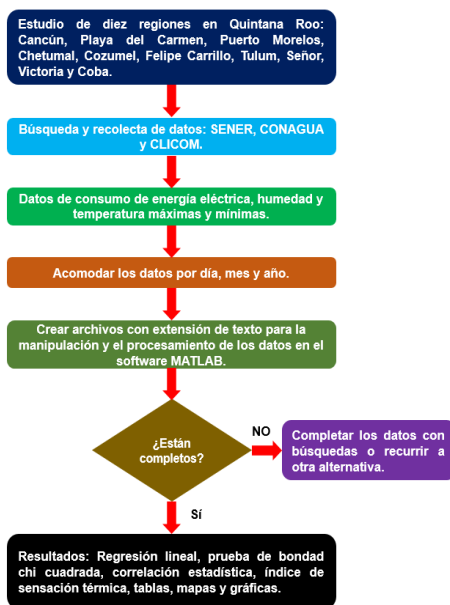 Estudio de diez regiones en Quintana Roo:
Cancún, Playa del Carmen, Puerto Morelos,
Chetumal, Cozumel, Felipe Carrillo, Tulum, Señor,
Victoria y Coba.
Búsqueda y recolecta de datos: SENER, CONAGUA
y CLICOM.
Datos de consumo de energía eléctrica, humedad y
temperatura máximas y mínimas.
Acomodar los datos por día, mes y año.
Crear archivos con extensión de texto para la
manipulación y el procesamiento de los datos en el
software MATLAB.
¿Están
completos?
NO
Completar los datos con
búsquedas o recurrir a
otra alternativa.
Sí
Resultados: Regresión lineal, prueba de bondad
chi cuadrada, correlación estadística, índice de
sensación térmica, tablas, mapas y gráficas.